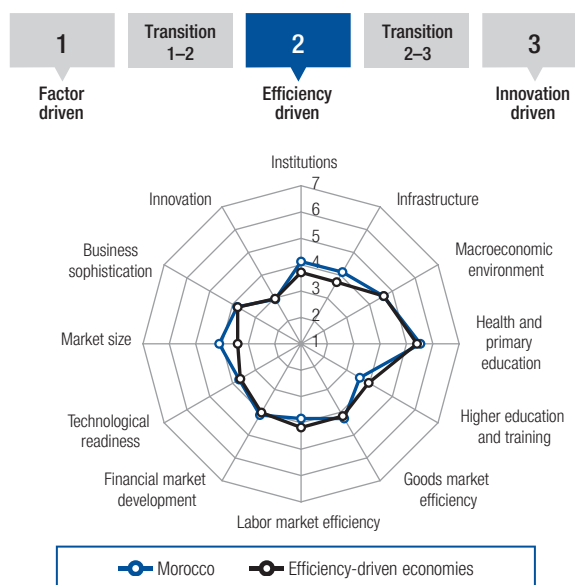 1
Transition
1–2
2
Transition
2–3
3
Factor
driven
Efficiency
driven
Innovation
driven
Institutions
Infrastructure
Macroeconomic
environment
Health and
primary
education
Higher education
and training
Goods market
efficiency
Labor market efficiency
Financial market
development
Technological
readiness
Market size
Business
sophistication
Innovation
7
6
5
4
3
2
1
Morocco
Efficiency-driven economies